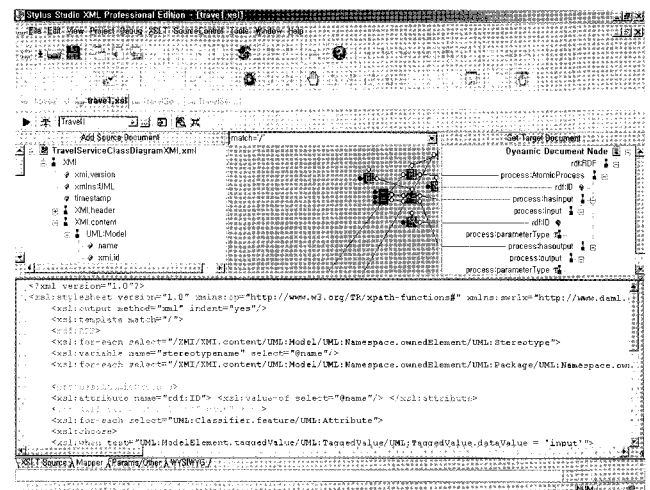 Stylus Studio XML Professional Edition - [travel.xsl]
File Edit View Project Debug XSLT SourceControl Tools Window Help
travel.xsl
Travel1
Add Source Document
match="/"
Set Target Document
TravelServiceClassDiagramXMI.xml
XMI
xmi.version
xmlns:UML
timestamp
XMI.header
XMI.content
UML:Model
name
xmi.id
Dynamic Document Node
rdf:RDF
process:AtomicProcess
rdf:ID
process:hasInput
process:input
rdf:ID
process:parameterType
process:hasoutput
process:output
process:parameterType
<?xml version="1.0"?>
<xsl:stylesheet version="1.0" xmlns:op="http://www.w3.org/TR/xpath-functions#" xmlns:swrlx="http://www.daml.
<xsl:output method="xml" indent="yes"/>
<xsl:template match="/">
<rdf:RDF>
<xsl:for-each select="/XMI/XMI.content/UML:Model/UML:Namespace.ownedElement/UML:Stereotype">
<xsl:variable name="stereotypename" select="@name"/>
<xsl:for-each select="/XMI/XMI.content/UML:Model/UML:Namespace.ownedElement/UML:Package/UML:Namespace.own
<xsl:attribute name="rdf:ID"> <xsl:value-of select="@name"/> </xsl:attribute>
<xsl:for-each select="UML:Classifier.feature/UML:Attribute">
<xsl:choose>
<xsl:when test="UML:ModelElement.taggedValue/UML:TaggedValue/UML:TaggedValue.dataValue = 'input'">
XSLT Source Mapper Params/Other WYSIWYG
NUM